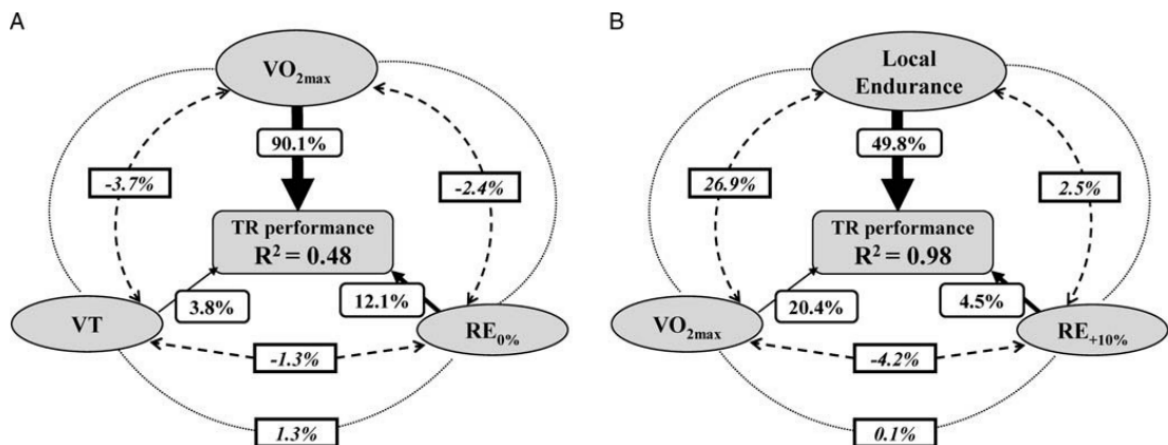 A
VO2max
90.1%
-3.7%
-2.4%
TR performance
R² = 0.48
3.8%
12.1%
VT
RE0%
-1.3%
1.3%
B
Local
Endurance
49.8%
26.9%
2.5%
TR performance
R² = 0.98
20.4%
4.5%
VO2max
RE+10%
-4.2%
0.1%